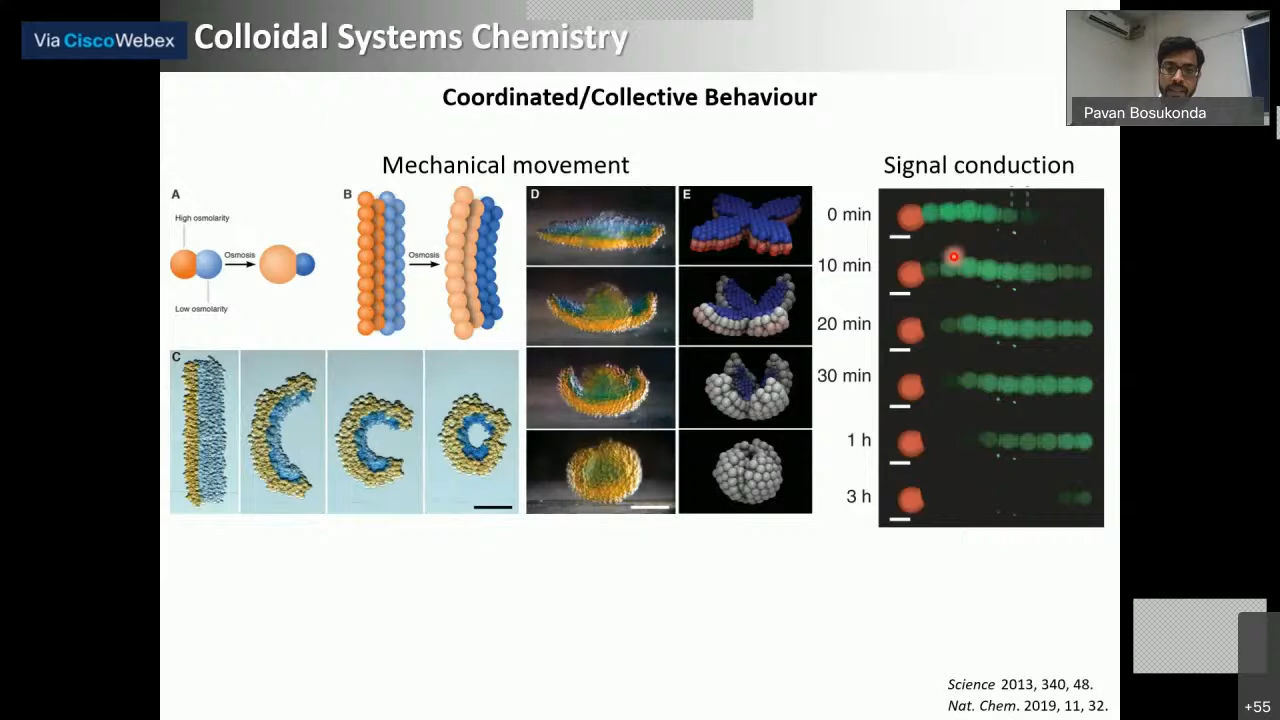 Via CiscoWebex
Colloidal Systems Chemistry
Pavan Bosukonda
Coordinated/Collective Behaviour
Mechanical movement
Signal conduction
A
High osmolarity
Osmosis
Low osmolarity
B
Osmosis
C
D
E
0 min
10 min
20 min
30 min
1 h
3 h
Science 2013, 340, 48.
Nat. Chem. 2019, 11, 32.
+55